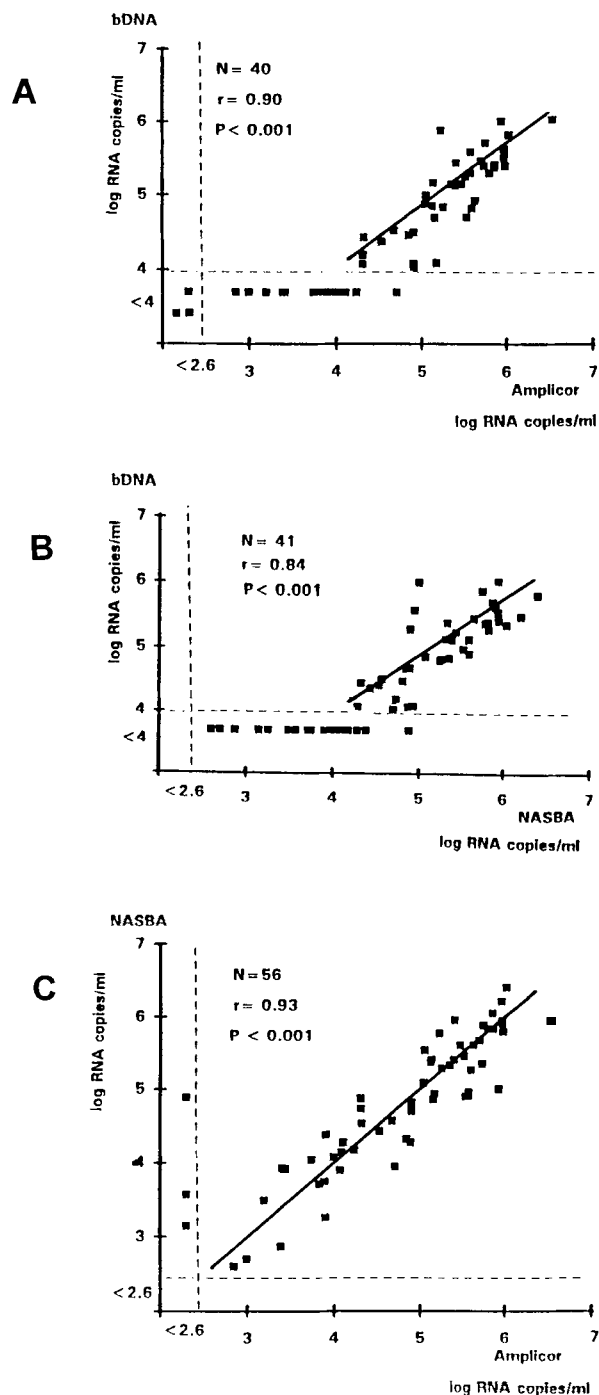 A
bDNA
log RNA copies/ml
7
6
5
4
<4
N= 40
r= 0.90
P< 0.001
<2.6
3
4
5
6
7
Amplicor
log RNA copies/ml
B
bDNA
log RNA copies/ml
7
6
5
4
<4
N= 41
r= 0.84
P< 0.001
<2.6
3
4
5
6
7
NASBA
log RNA copies/ml
C
NASBA
log RNA copies/ml
7
6
5
4
3
<2.6
N=56
r= 0.93
P < 0.001
<2.6
3
4
5
6
7
Amplicor
log RNA copies/ml